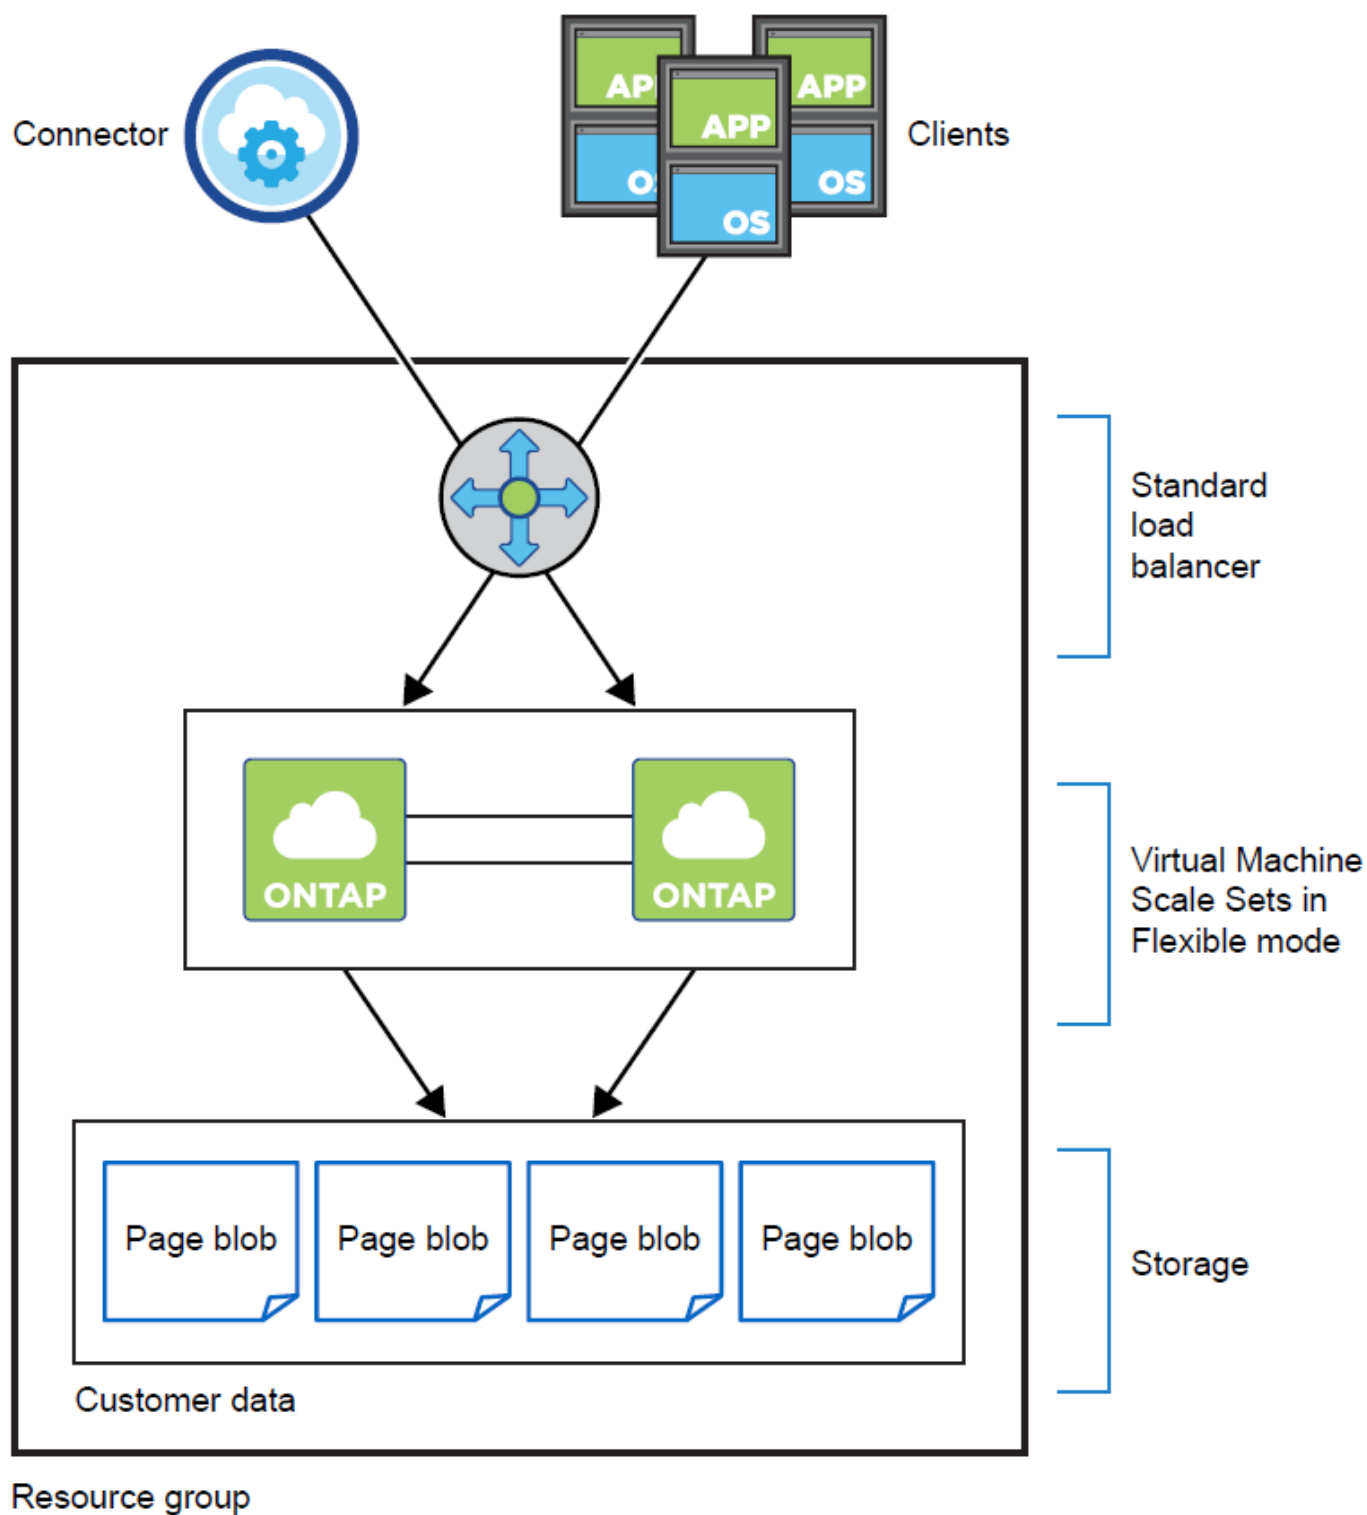 Connector
APP
APP
APP
OS
OS
OS
Clients
Standard
load
balancer
ONTAP
ONTAP
Virtual Machine
Scale Sets in
Flexible mode
Page blob
Page blob
Page blob
Page blob
Storage
Customer data
Resource group